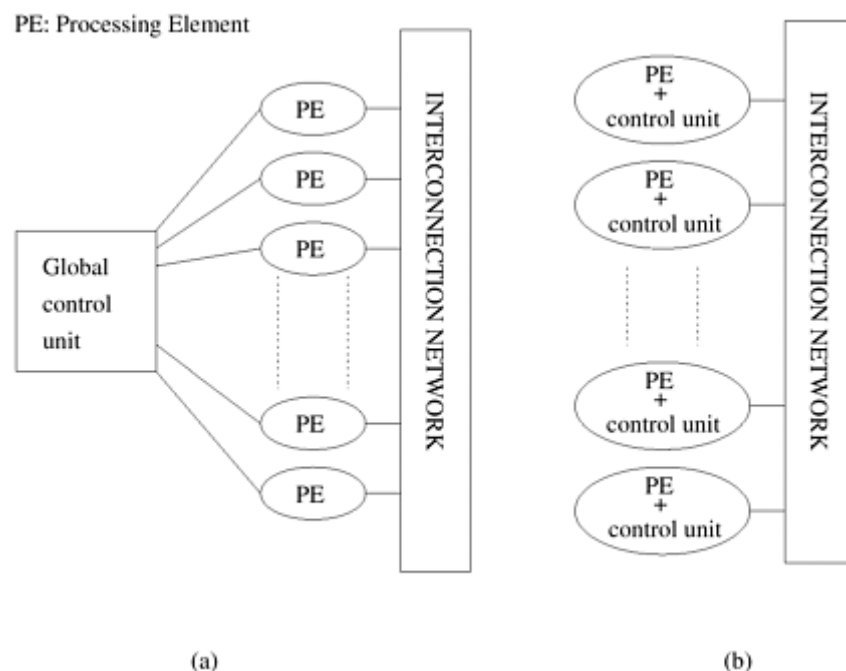 PE: Processing Element
PE
PE
PE
PE
PE
Global
control
unit
INTERCONNECTION NETWORK
(a)
PE
+
control unit
PE
+
control unit
PE
+
control unit
PE
+
control unit
INTERCONNECTION NETWORK
(b)